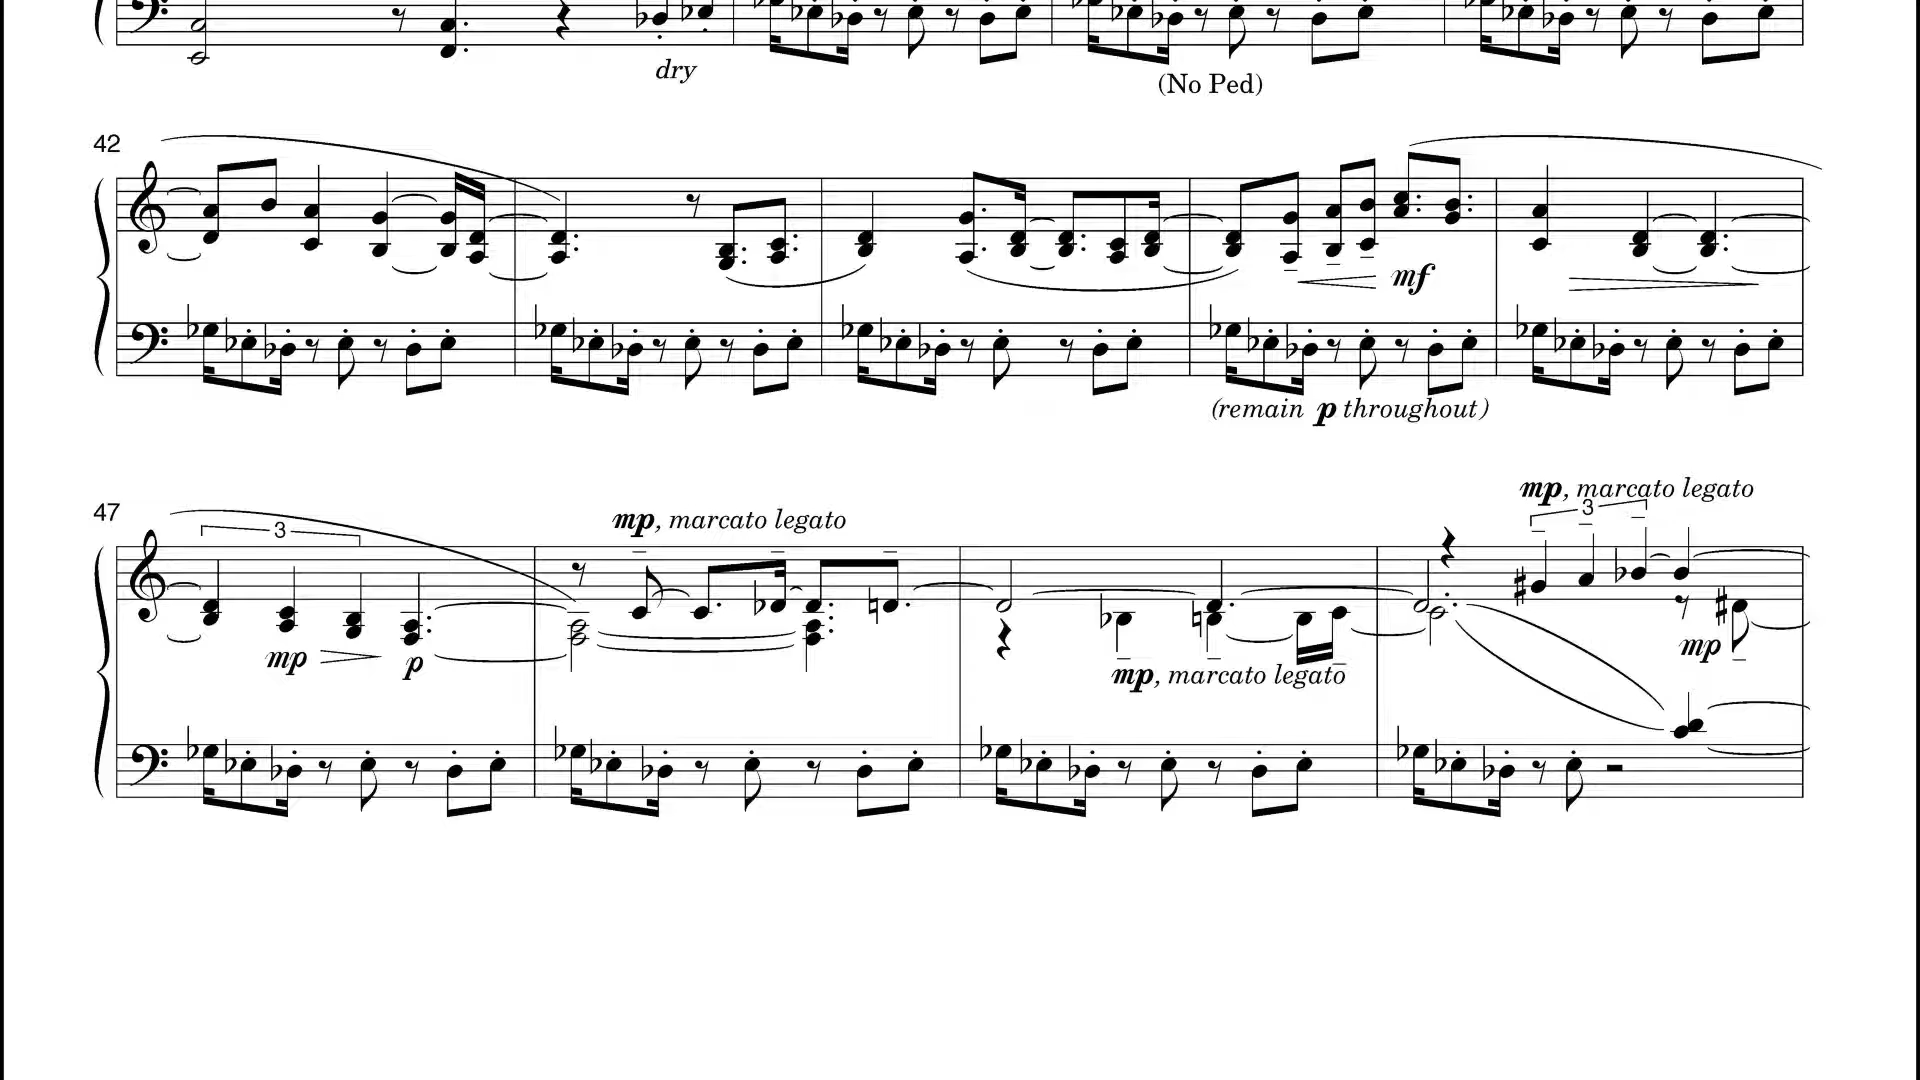 dry
(No Ped)
42
mf
(remain p throughout)
mp, marcato legato
47
3
mp, marcato legato
3
mp
p
mp
mp, marcato legato